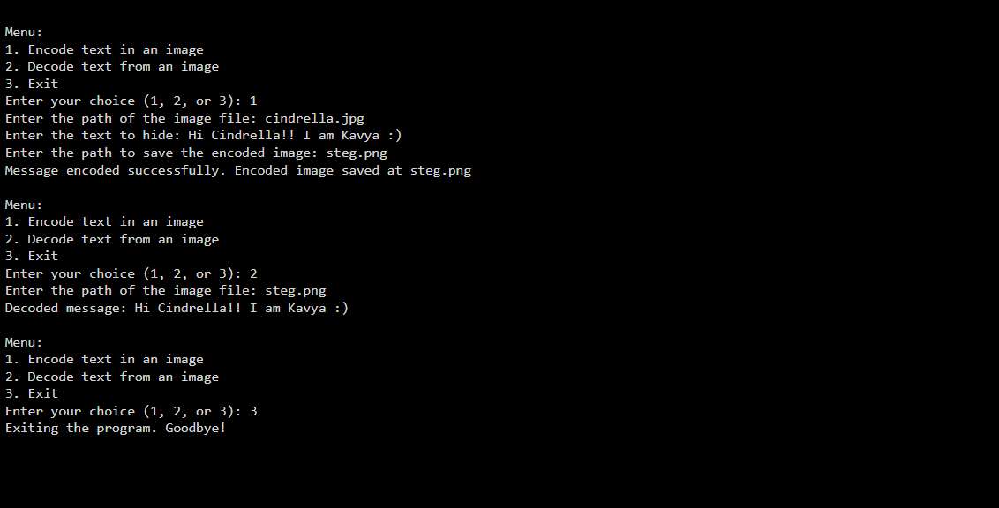 Menu:
1. Encode text in an image
2. Decode text from an image
3. Exit
Enter your choice (1, 2, or 3): 1
Enter the path of the image file: cindrella.jpg
Enter the text to hide: Hi Cindrella!! I am Kavya :)
Enter the path to save the encoded image: steg.png
Message encoded successfully. Encoded image saved at steg.png
Menu:
1. Encode text in an image
2. Decode text from an image
3. Exit
Enter your choice (1, 2, or 3): 2
Enter the path of the image file: steg.png
Decoded message: Hi Cindrella!! I am Kavya :)
Menu:
1. Encode text in an image
2. Decode text from an image
3. Exit
Enter your choice (1, 2, or 3): 3
Exiting the program. Goodbye!